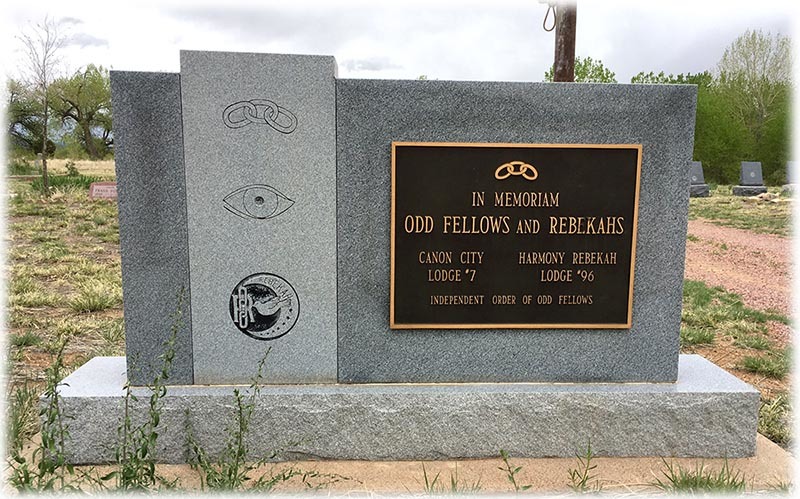 IN MEMORIAM
ODD FELLOWS AND REBEKAHS
CANON CITY
LODGE #7
HARMONY REBEKAH
LODGE #96
INDEPENDENT ORDER OF ODD FELLOWS
REBEKAH